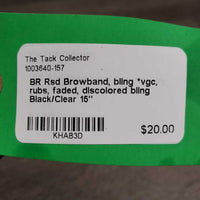 The Tack Collector
1003640-157
BR Rsd Browband, bling *vgc,
rubs, faded, discolored bling
Black/Clear 15"
$20.00
KHAB3D